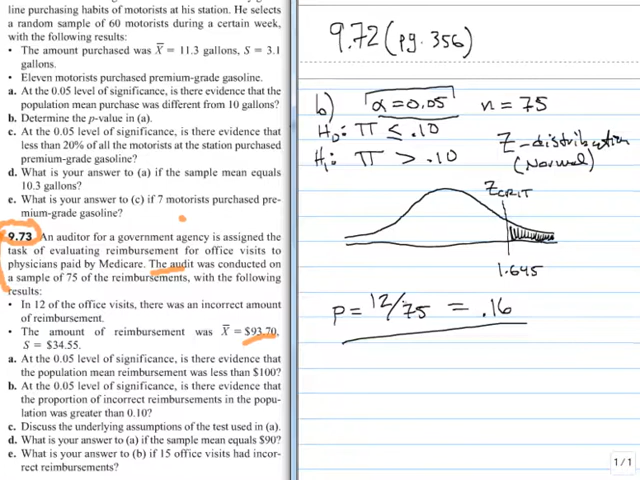 line purchasing habits of motorists at his station. He selects
a random sample of 60 motorists during a certain week,
with the following results:
• The amount purchased was X̄ = 11.3 gallons, S = 3.1
gallons.
• Eleven motorists purchased premium-grade gasoline.
a. At the 0.05 level of significance, is there evidence that the
population mean purchase was different from 10 gallons?
b. Determine the p-value in (a).
c. At the 0.05 level of significance, is there evidence that
less than 20% of all the motorists at the station purchased
premium-grade gasoline?
d. What is your answer to (a) if the sample mean equals
10.3 gallons?
e. What is your answer to (c) if 7 motorists purchased pre-
mium-grade gasoline?
9.73 An auditor for a government agency is assigned the
task of evaluating reimbursement for office visits to
physicians paid by Medicare. The audit was conducted on
a sample of 75 of the reimbursements, with the following
results:
• In 12 of the office visits, there was an incorrect amount
of reimbursement.
• The amount of reimbursement was X̄ = $93.70,
S = $34.55.
a. At the 0.05 level of significance, is there evidence that
the population mean reimbursement was less than $100?
b. At the 0.05 level of significance, is there evidence that
the proportion of incorrect reimbursements in the popu-
lation was greater than 0.10?
c. Discuss the underlying assumptions of the test used in (a).
d. What is your answer to (a) if the sample mean equals $90?
e. What is your answer to (b) if 15 office visits had incor-
rect reimbursements?
9.72 (pg. 356)
b) α = 0.05 n = 75
H0: π ≤ .10
H1: π > .10
Z-distribution
(Normal)
ZCRIT
1.645
p = 12/75 = .16
1/1